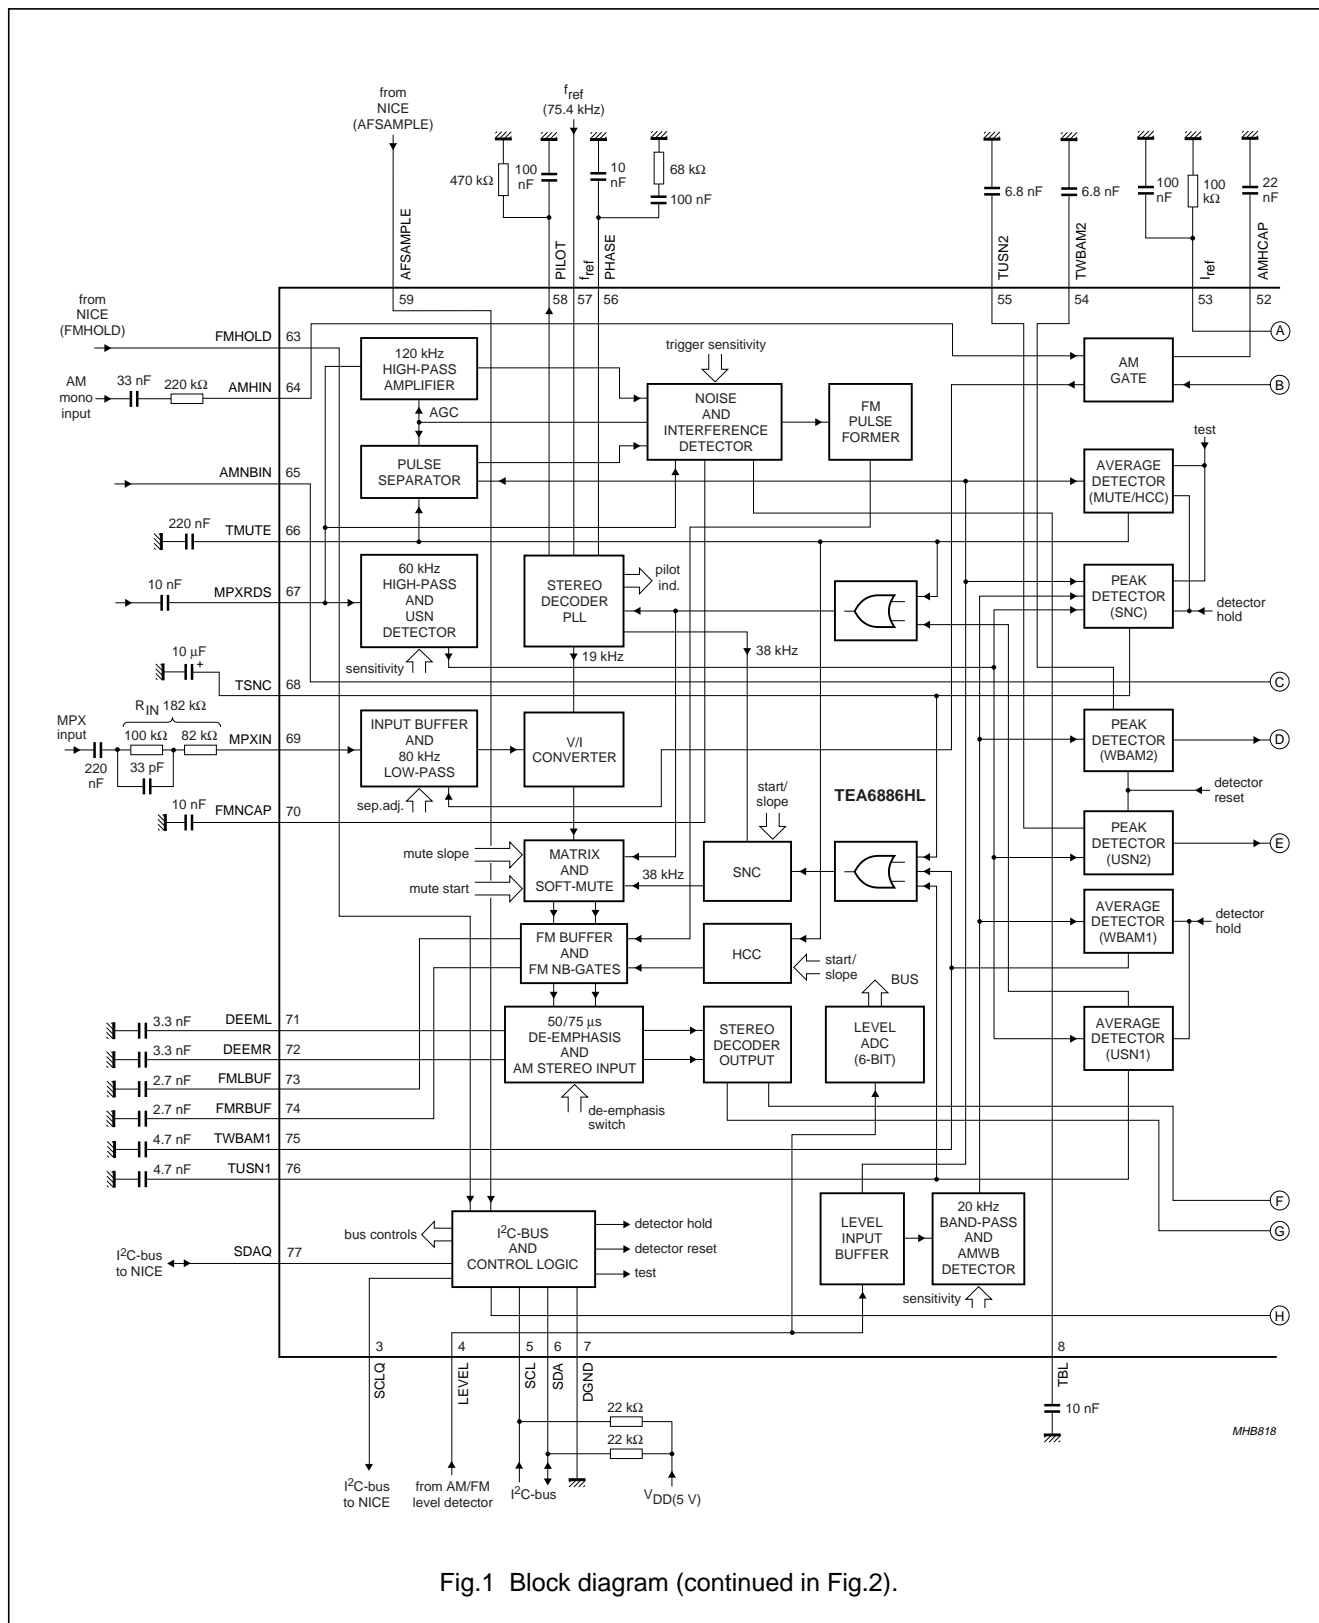 from
NICE
(AFSAMPLE)
fref
(75.4 kHz)
470 kΩ
100
nF
10
nF
68 kΩ
100 nF
6.8 nF
6.8 nF
100
nF
100
kΩ
22
nF
AFSAMPLE
PILOT
fref
PHASE
TUSN2
TWBAM2
Iref
AMHCAP
59
58
57
56
55
54
53
52
from
NICE
(FMHOLD)
FMHOLD
63
A
AM
mono
input
33 nF
220 kΩ
AMHIN
64
120 kHz
HIGH-PASS
AMPLIFIER
trigger sensitivity
AM
GATE
B
AGC
NOISE
AND
INTERFERENCE
DETECTOR
FM
PULSE
FORMER
test
AMNBIN
65
PULSE
SEPARATOR
AVERAGE
DETECTOR
(MUTE/HCC)
220 nF
TMUTE
66
10 nF
MPXRDS
67
60 kHz
HIGH-PASS
AND
USN
DETECTOR
sensitivity
STEREO
DECODER
PLL
pilot
ind.
19 kHz
38 kHz
PEAK
DETECTOR
(SNC)
detector
hold
10 μF
+
TSNC
68
C
MPX
input
220
nF
RIN 182 kΩ
100 kΩ
82 kΩ
33 pF
MPXIN
69
INPUT BUFFER
AND
80 kHz
LOW-PASS
sep.adj.
V/I
CONVERTER
PEAK
DETECTOR
(WBAM2)
D
detector
reset
10 nF
FMNCAP
70
start/
slope
TEA6886HL
PEAK
DETECTOR
(USN2)
E
mute slope
mute start
MATRIX
AND
SOFT-MUTE
38 kHz
SNC
AVERAGE
DETECTOR
(WBAM1)
detector
hold
FM BUFFER
AND
FM NB-GATES
HCC
start/
slope
BUS
3.3 nF
DEEML
71
3.3 nF
DEEMR
72
2.7 nF
FMLBUF
73
2.7 nF
FMRBUF
74
4.7 nF
TWBAM1
75
4.7 nF
TUSN1
76
50/75 μs
DE-EMPHASIS
AND
AM STEREO INPUT
de-emphasis
switch
STEREO
DECODER
OUTPUT
LEVEL
ADC
(6-BIT)
AVERAGE
DETECTOR
(USN1)
F
G
I2C-bus
to NICE
SDAQ
77
bus controls
I2C-BUS
AND
CONTROL LOGIC
detector hold
detector reset
test
LEVEL
INPUT
BUFFER
20 kHz
BAND-PASS
AND
AMWB
DETECTOR
sensitivity
H
3
4
5
6
7
8
SCLQ
LEVEL
SCL
SDA
DGND
TBL
22 kΩ
22 kΩ
10 nF
I2C-bus
to NICE
from AM/FM
level detector
I2C-bus
VDD(5 V)
MHB818
Fig.1 Block diagram (continued in Fig.2).